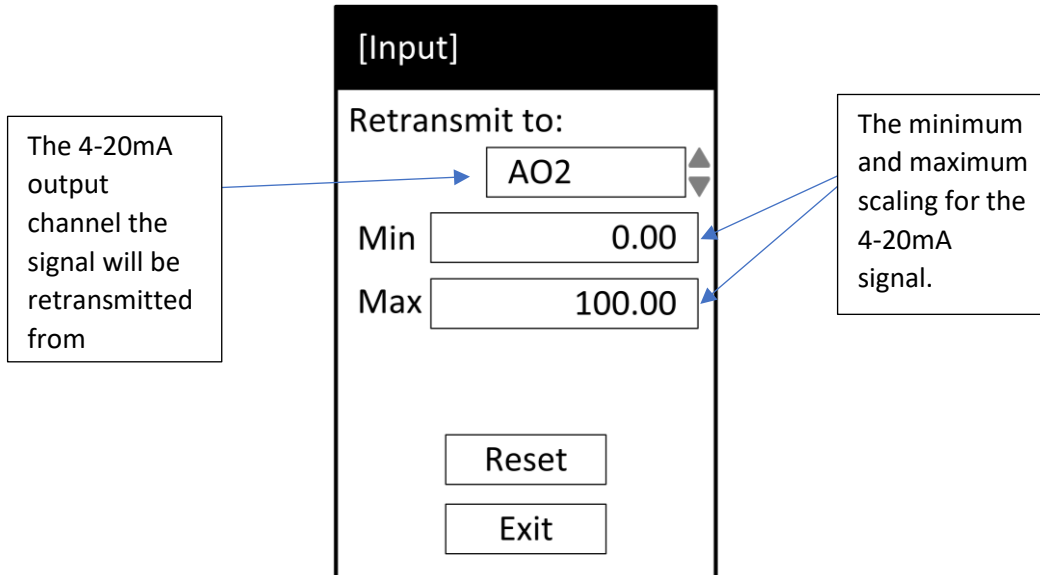 [Input]
Retransmit to:
AO2
Min 0.00
Max 100.00
Reset
Exit
The 4-20mA
output
channel the
signal will be
retransmitted
from
The minimum
and maximum
scaling for the
4-20mA
signal.